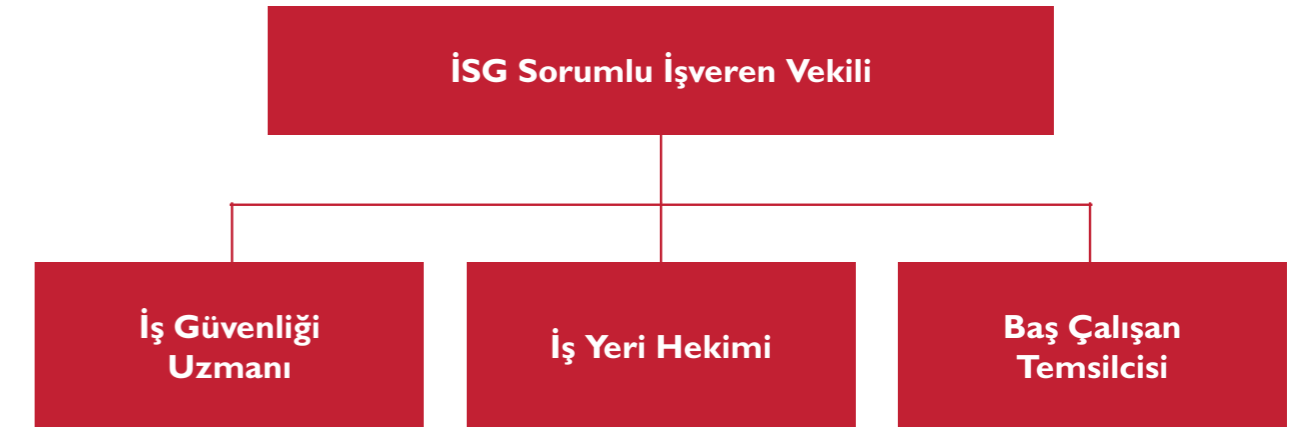 İSG Sorumlu İşveren Vekili
İş Güvenliği
Uzmanı
İş Yeri Hekimi
Baş Çalışan
Temsilcisi